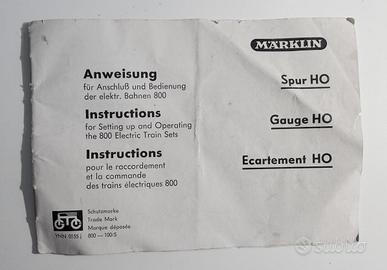 MÄRKLIN
Anweisung
für Anschluß und Bedienung
der elektr. Bahnen 800
Spur HO
Instructions
for Setting up and Operating
the 800 Electric Train Sets
Gauge HO
Instructions
pour le raccordement
et la commande
des trains électriques 800
Ecartement HO
Schutzmarke
Trade Mark
Marque déposée
800 — 100/S
subito